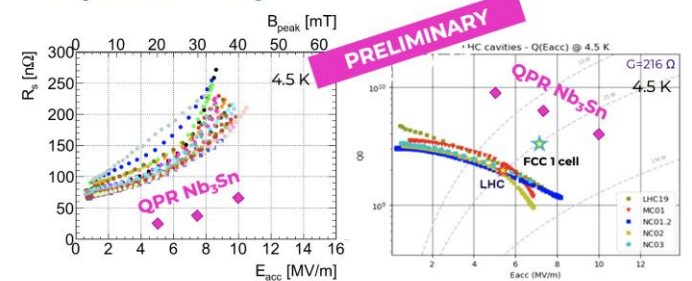 B_peak [mT]
0 10 20 30 40 50 60
PRELIMINARY
LHC cavities - Q(Eacc) @ 4.5 K
R_s [nΩ]
300
250
200
150
100
50
0
4.5 K
QPR Nb₃Sn
0 2 4 6 8 10 12 14 16
E_acc [MV/m]
G=216 Ω
4.5 K
QPR Nb₃Sn
10¹⁰
10⁹
Q0
FCC 1 cell
LHC
LHC19
MC01
NC01.2
NC02
NC03
2 4 6 8 10 12
Eacc (MV/m)